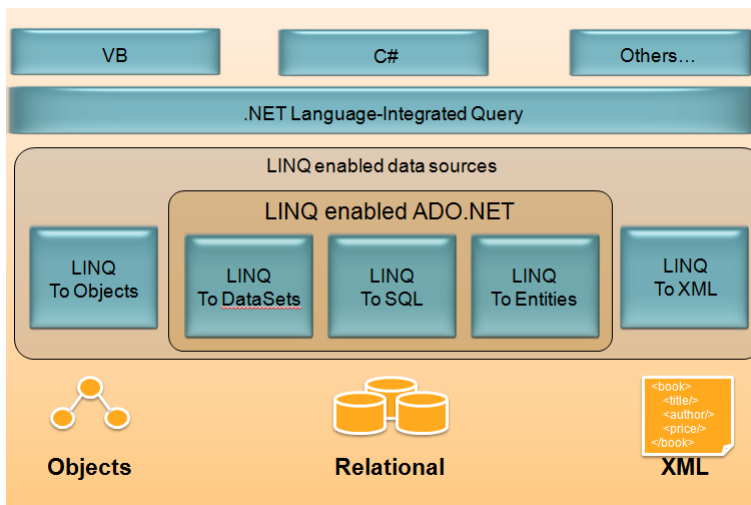 VB
C#
Others…
.NET Language-Integrated Query
LINQ enabled data sources
LINQ enabled ADO.NET
LINQ
To Objects
LINQ
To DataSets
LINQ
To SQL
LINQ
To Entities
LINQ
To XML
<book>
<title/>
<author/>
<price/>
</book>
Objects
Relational
XML